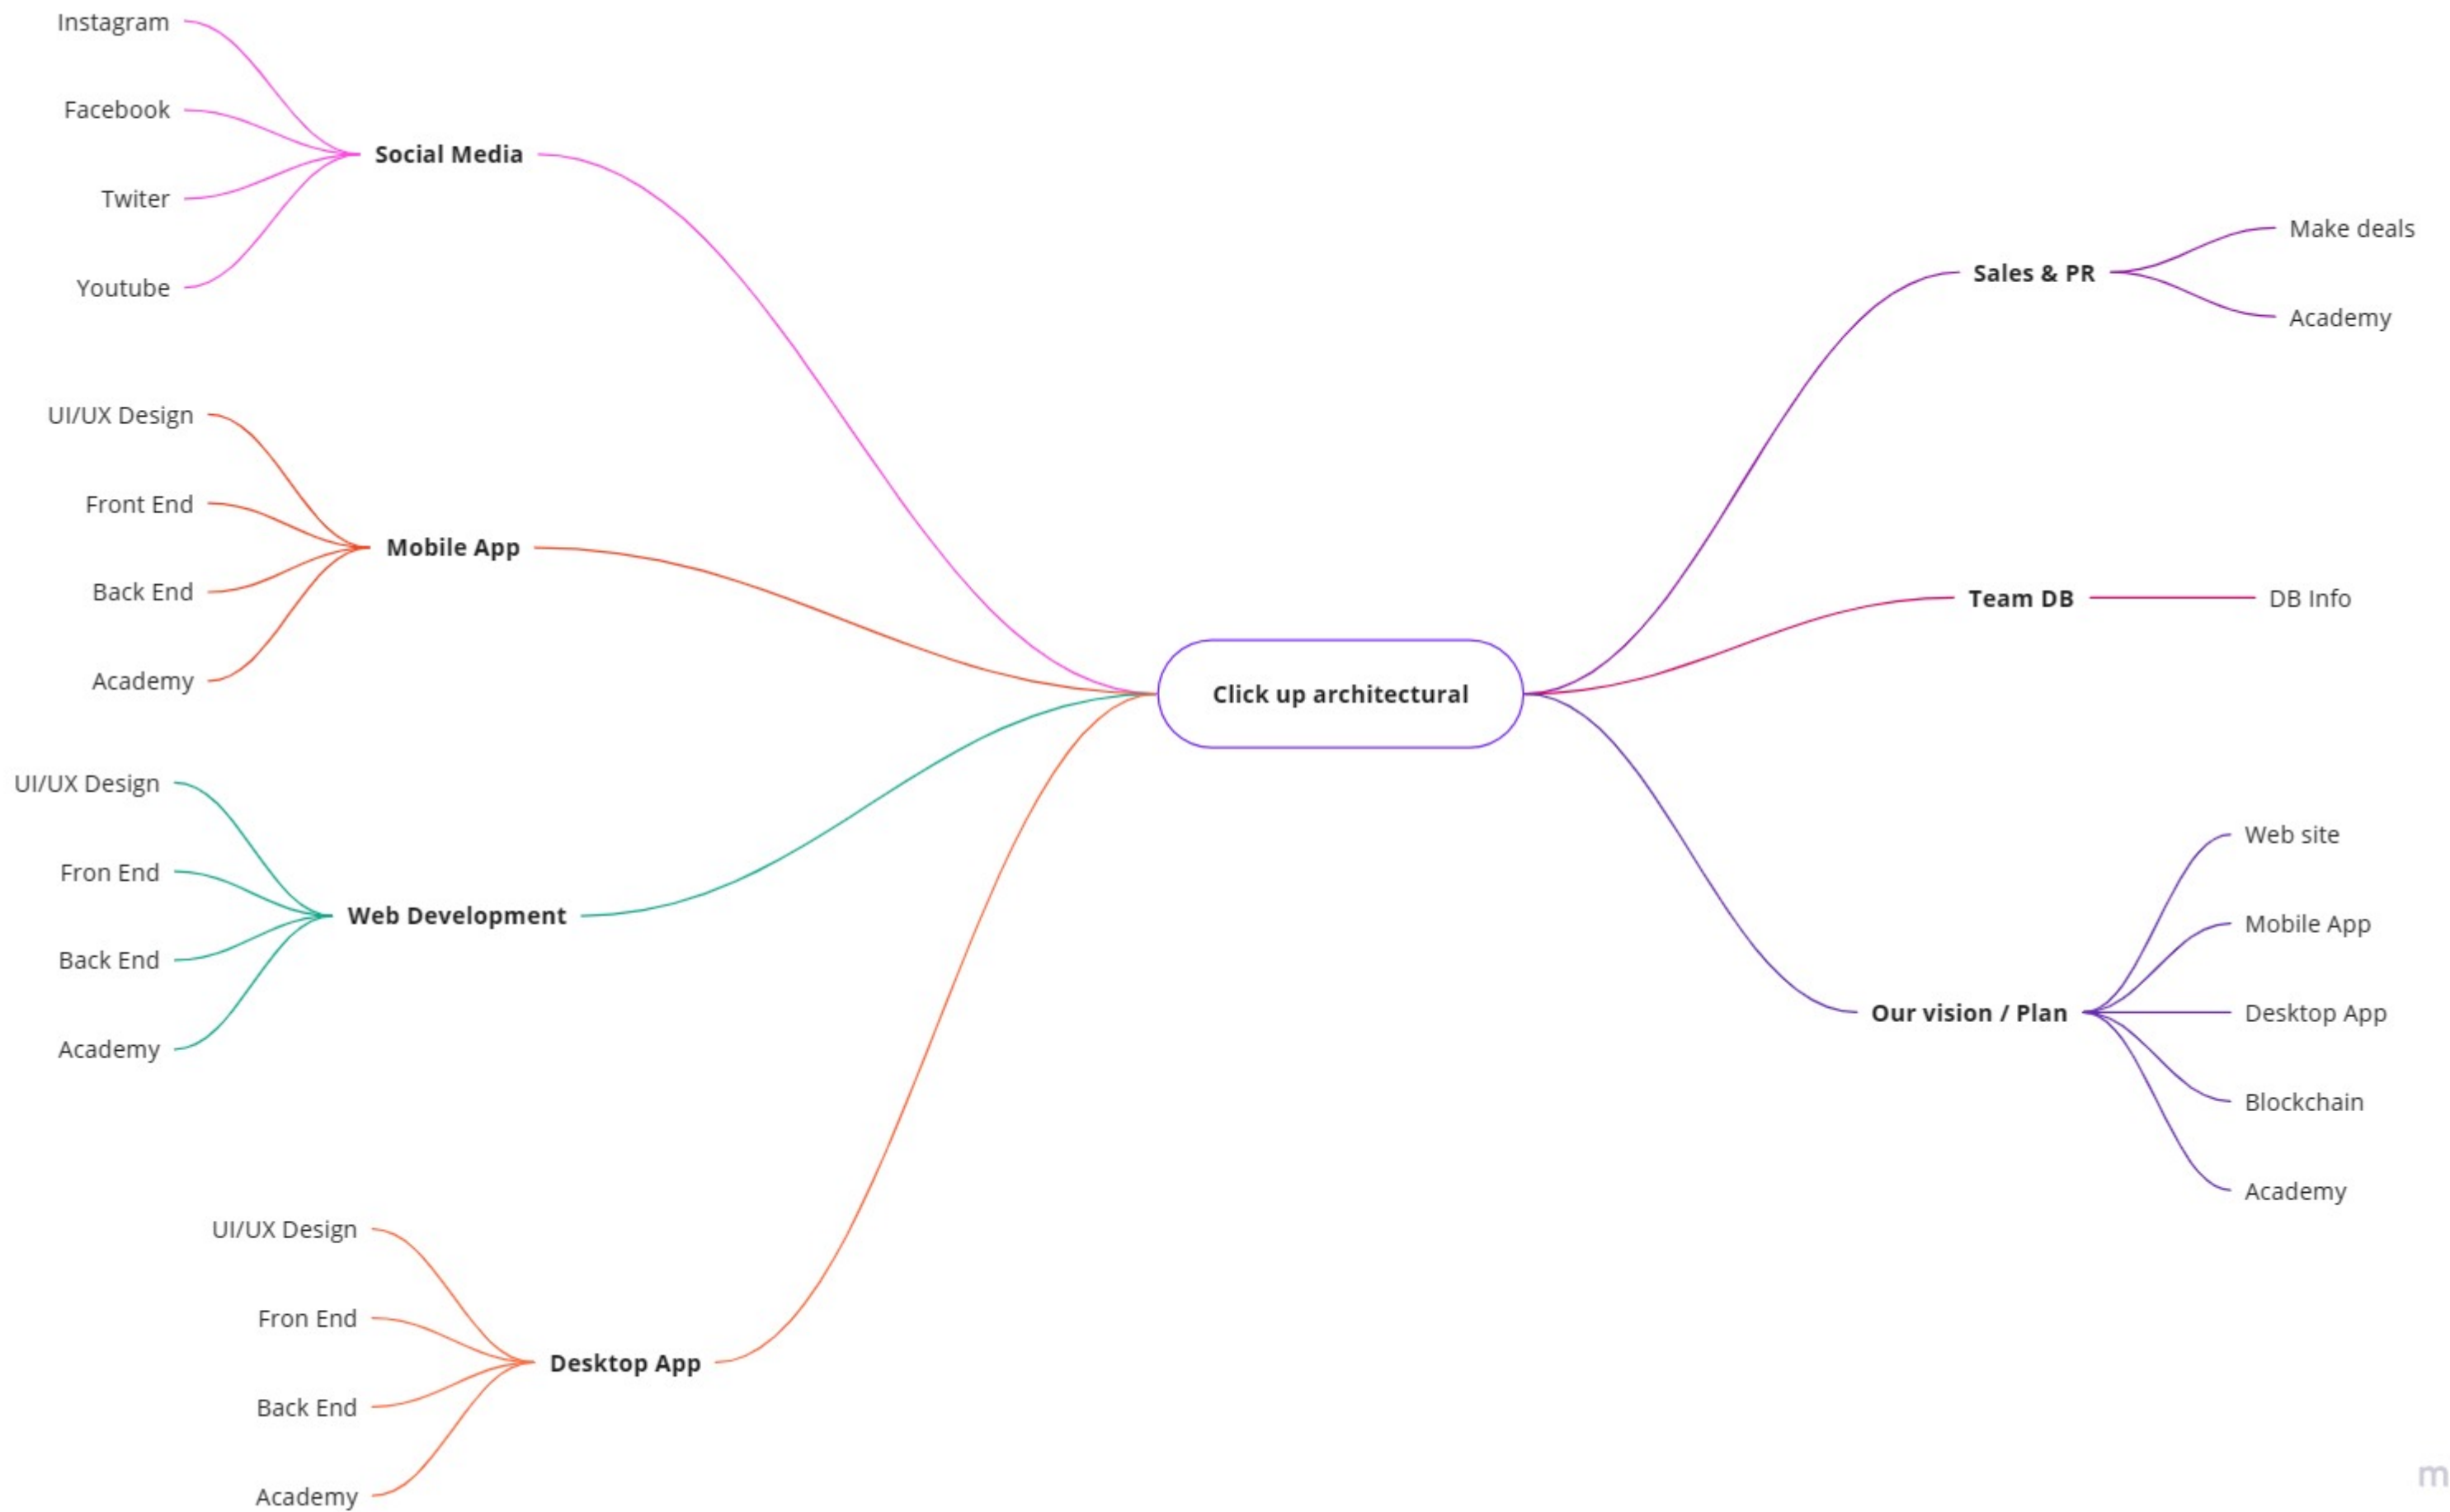 Instagram
Facebook
Social Media
Twiter
Youtube
UI/UX Design
Front End
Mobile App
Back End
Academy
UI/UX Design
Fron End
Web Development
Back End
Academy
UI/UX Design
Fron End
Desktop App
Back End
Academy
Click up architectural
Make deals
Sales & PR
Academy
Team DB
DB Info
Web site
Mobile App
Our vision / Plan
Desktop App
Blockchain
Academy
m